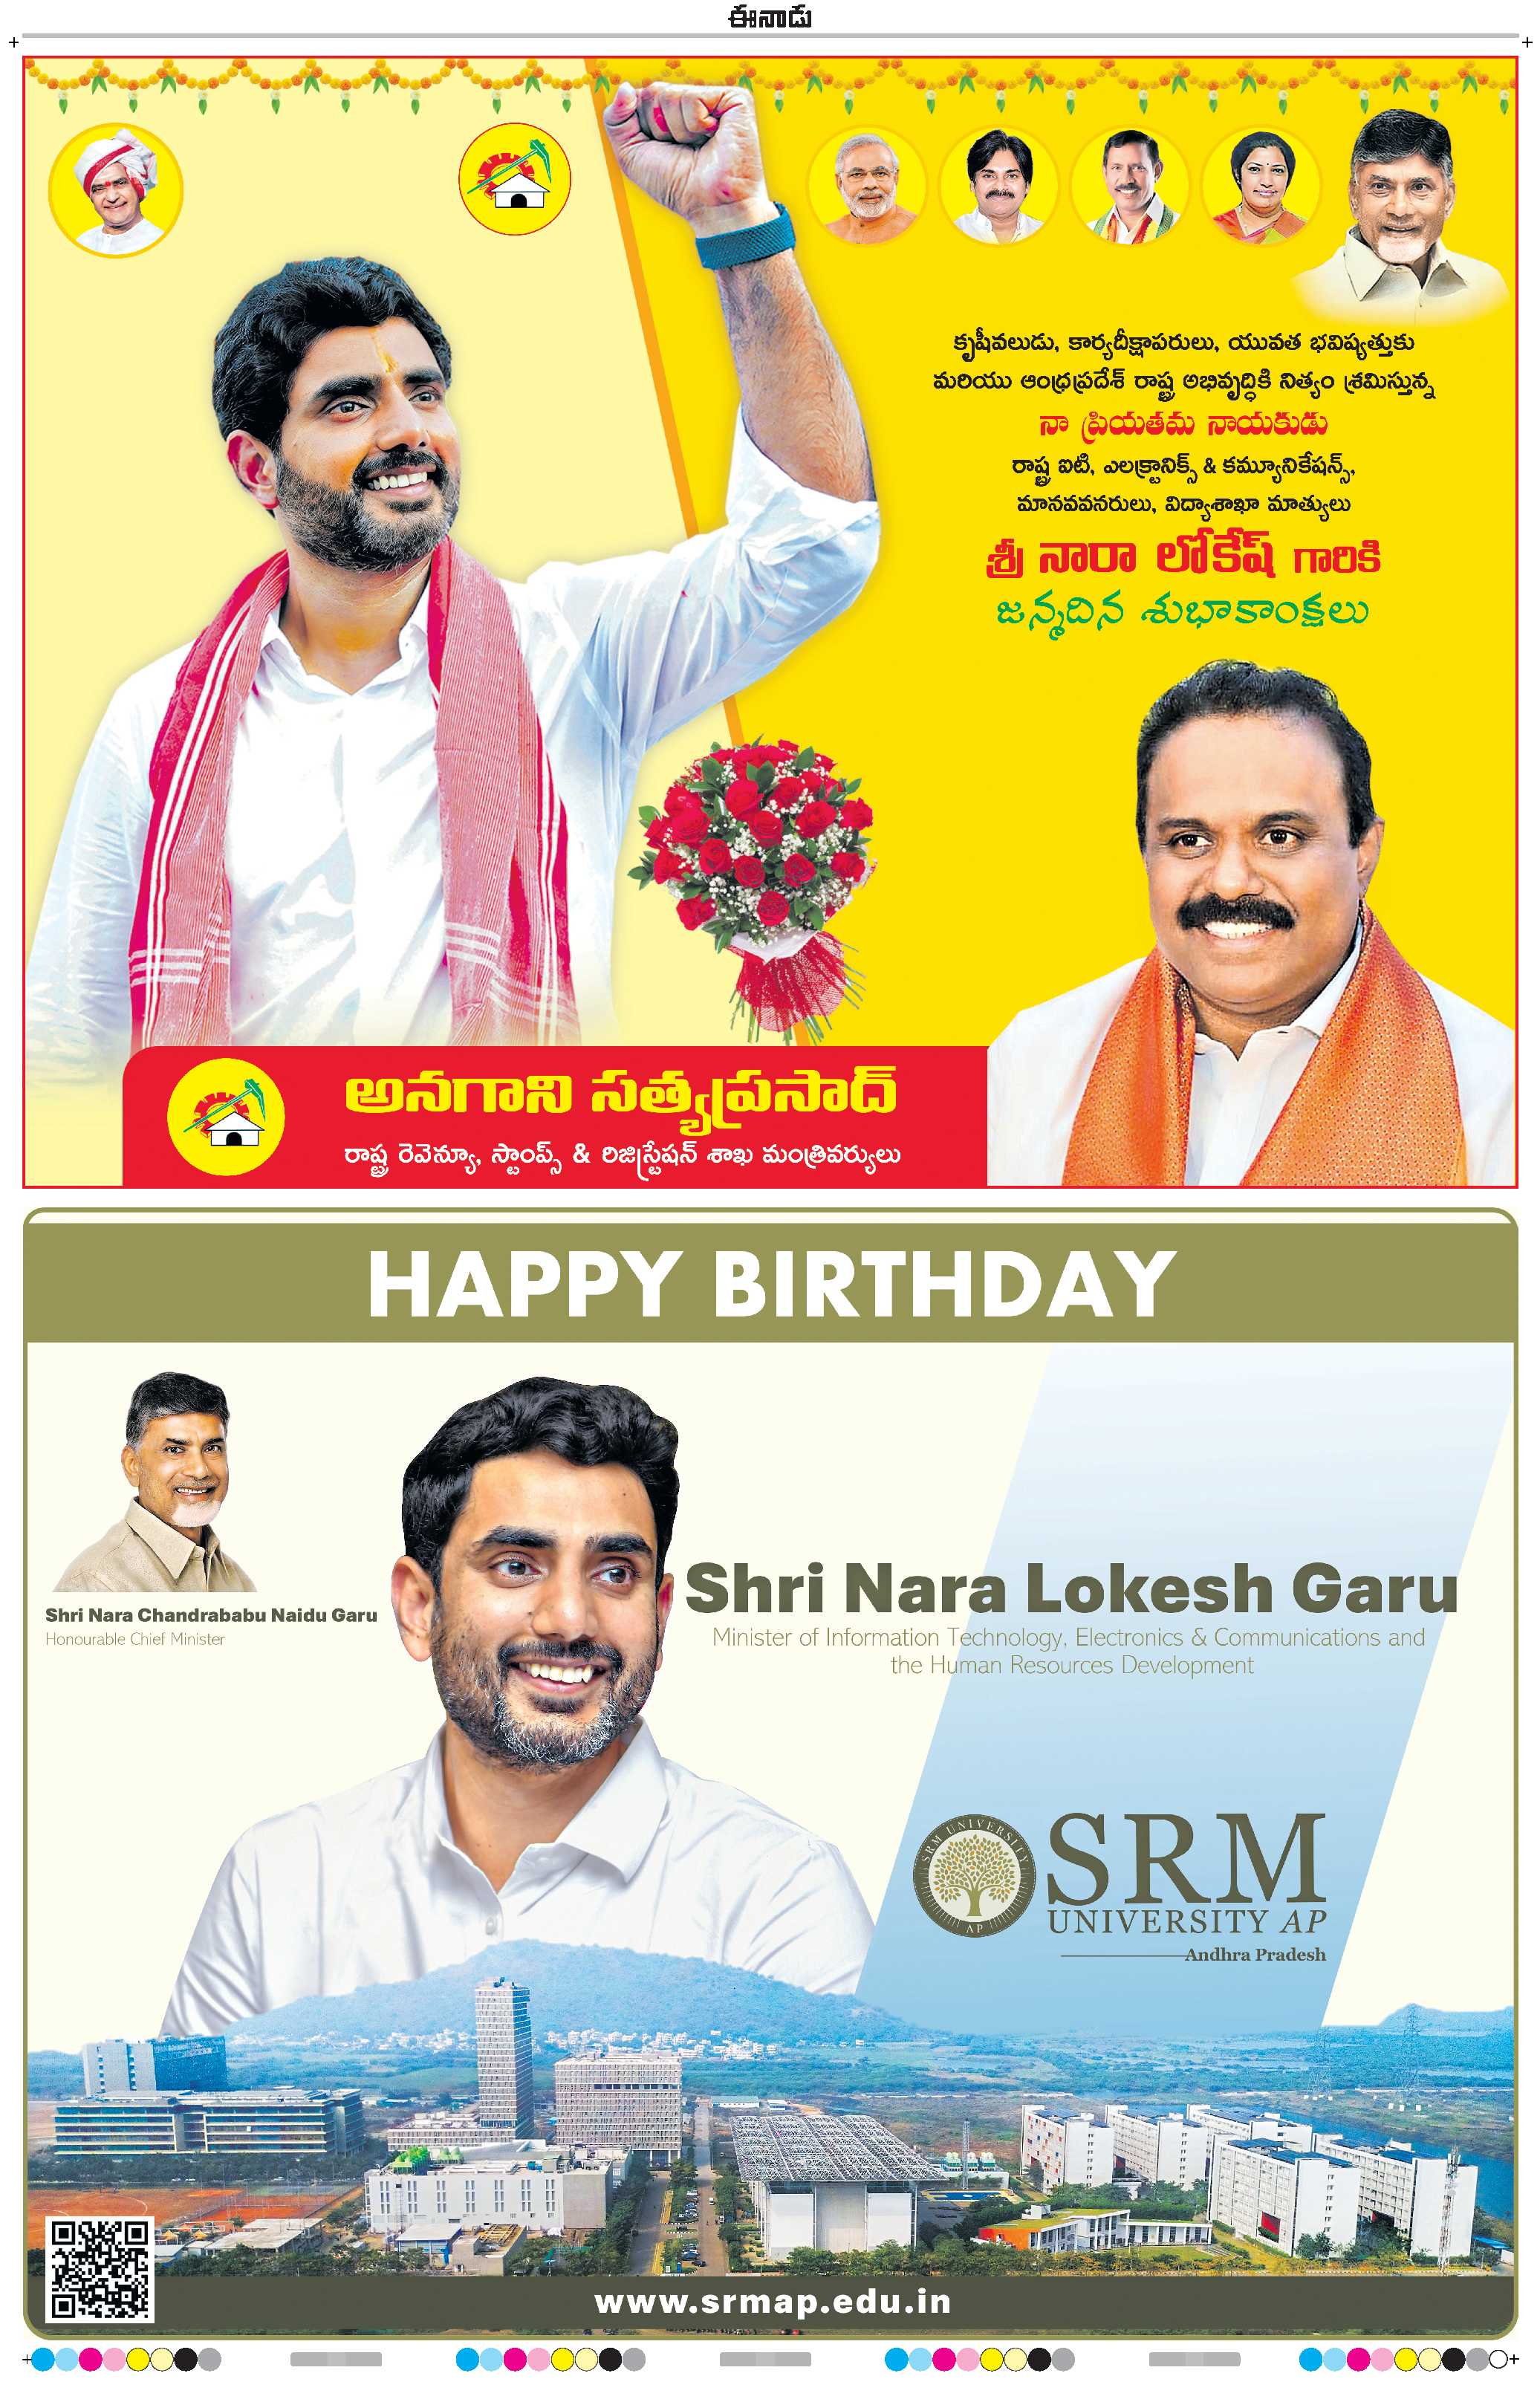 ఈనాడు
కృషీవలుడు, కార్యదీక్షాపరులు, యువత భవిష్యత్తుకు
మరియు ఆంధ్రప్రదేశ్ రాష్ట్ర అభివృద్ధికి నిత్యం శ్రమిస్తున్న
నా ప్రియతమ నాయకుడు
రాష్ట్ర ఐటి, ఎలక్ట్రానిక్స్ & కమ్యూనికేషన్స్,
మానవవనరులు, విద్యాశాఖా మాత్యులు
శ్రీ నారా లోకేష్ గారికి
జన్మదిన శుభాకాంక్షలు
అనగాని సత్యప్రసాద్
రాష్ట్ర రెవెన్యూ, స్టాంప్స్ & రిజిస్ట్రేషన్ శాఖ మంత్రివర్యులు
HAPPY BIRTHDAY
Shri Nara Chandrababu Naidu Garu
Honourable Chief Minister
Shri Nara Lokesh Garu
Minister of Information Technology, Electronics & Communications and
the Human Resources Development
SRM UNIVERSITY
AP
SRM
UNIVERSITY AP
Andhra Pradesh
www.srmap.edu.in